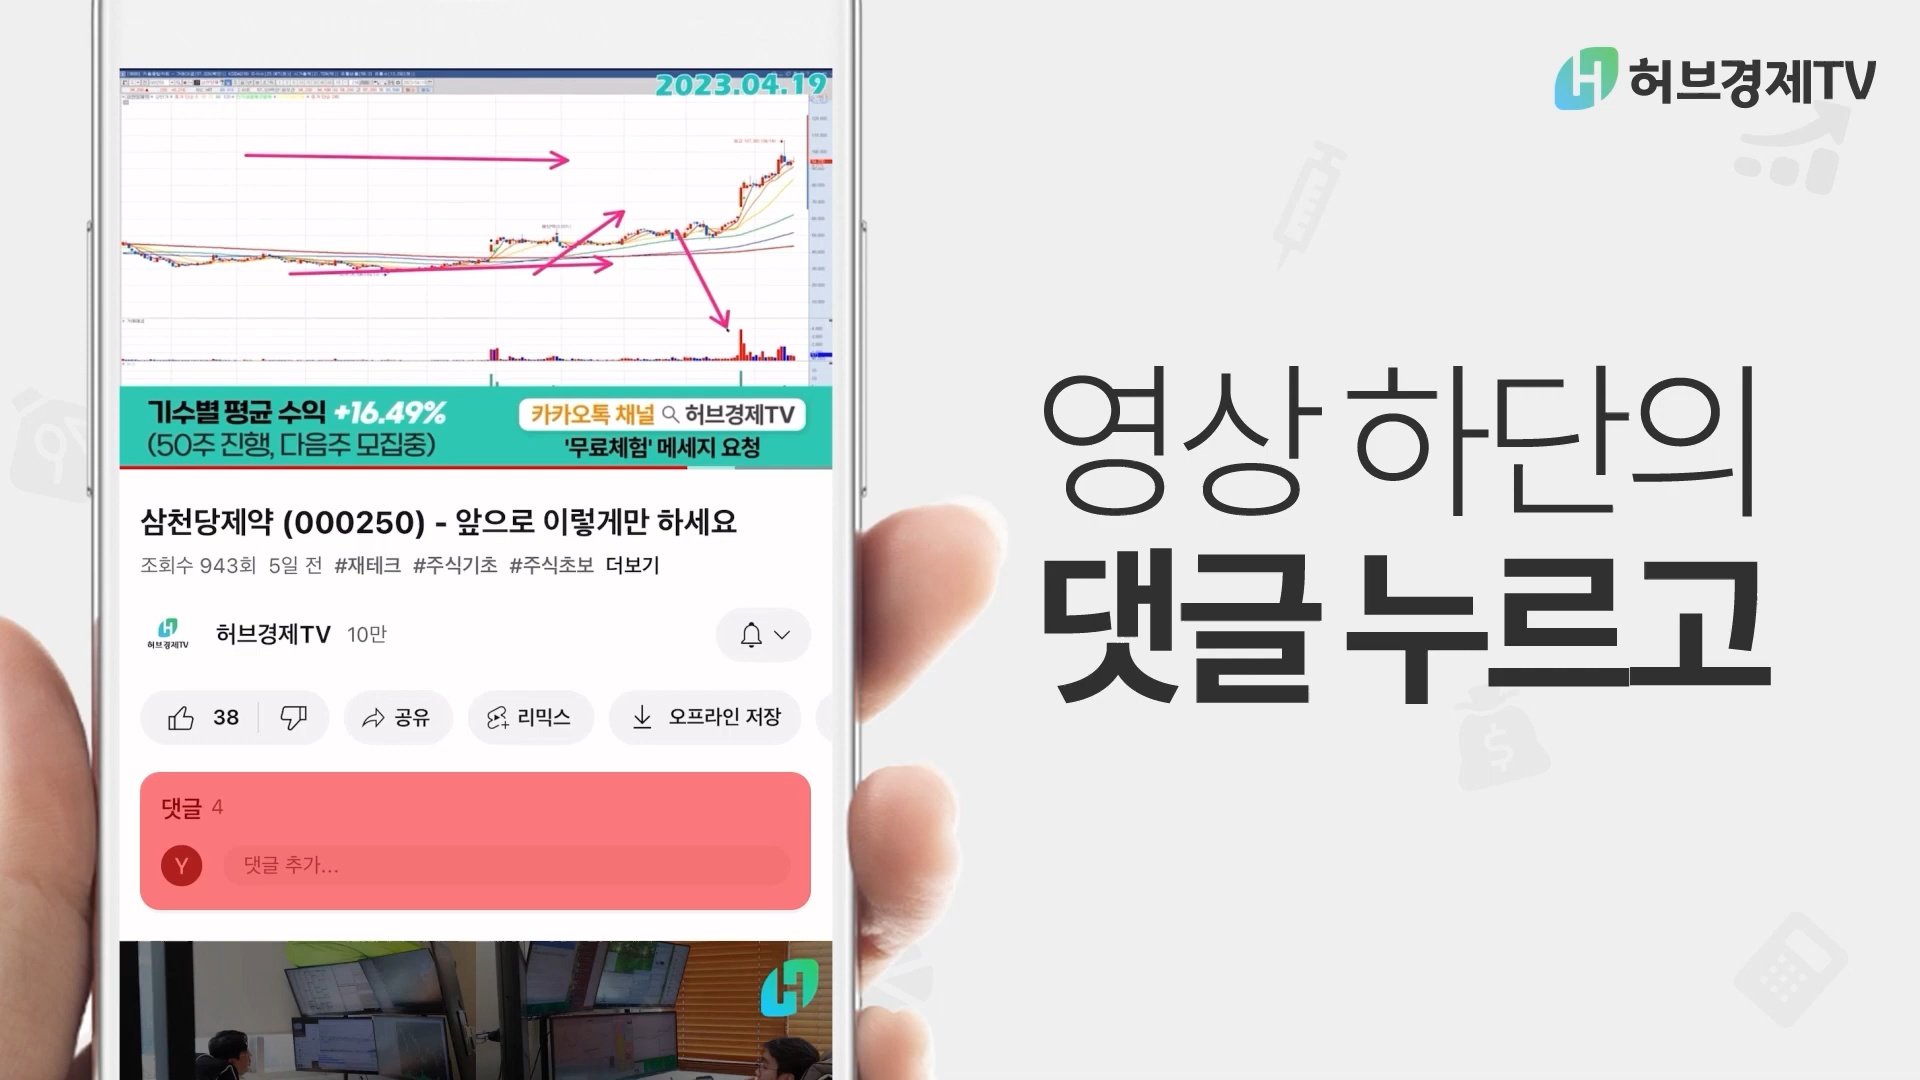 허브경제TV
2023.04.19
기수별 평균 수익 +16.49%
(50주 진행, 다음주 모집중)
카카오톡 채널 허브경제TV
'무료체험' 메세지 요청
삼천당제약 (000250) - 앞으로 이렇게만 하세요
조회수 943회 5일 전 #재테크 #주식기초 #주식초보 더보기
허브경제TV
허브경제TV 10만
38
공유
리믹스
오프라인 저장
댓글 4
Y
댓글 추가...
영상 하단의
댓글 누르고